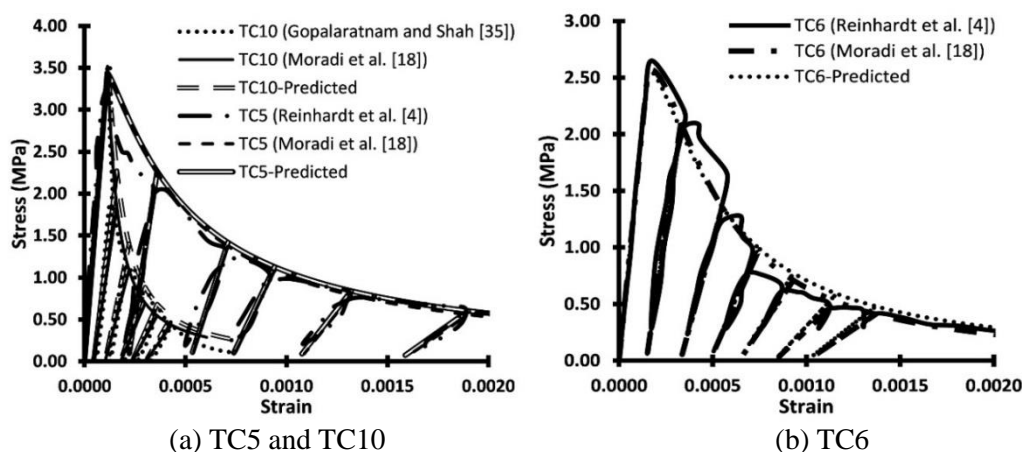 4.00
3.50
3.00
2.50
2.00
1.50
1.00
0.50
0.00
Stress (MPa)
TC10 (Gopalaratnam and Shah [35])
TC10 (Moradi et al. [18])
TC10-Predicted
TC5 (Reinhardt et al. [4])
TC5 (Moradi et al. [18])
TC5-Predicted
0.0000 0.0005 0.0010 0.0015 0.0020
Strain
(a) TC5 and TC10
3.00
2.50
2.00
1.50
1.00
0.50
0.00
Stress (MPa)
TC6 (Reinhardt et al. [4])
TC6 (Moradi et al. [18])
TC6-Predicted
0.0000 0.0005 0.0010 0.0015 0.0020
Strain
(b) TC6